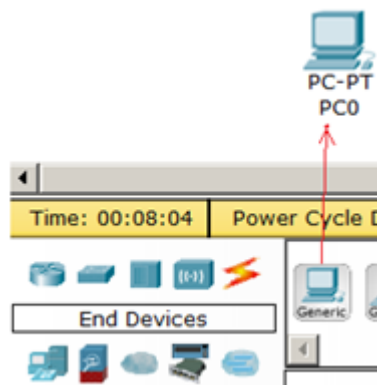 PC-PT
PC0
Time: 00:08:04 Power Cycle D
Generic G
End Devices